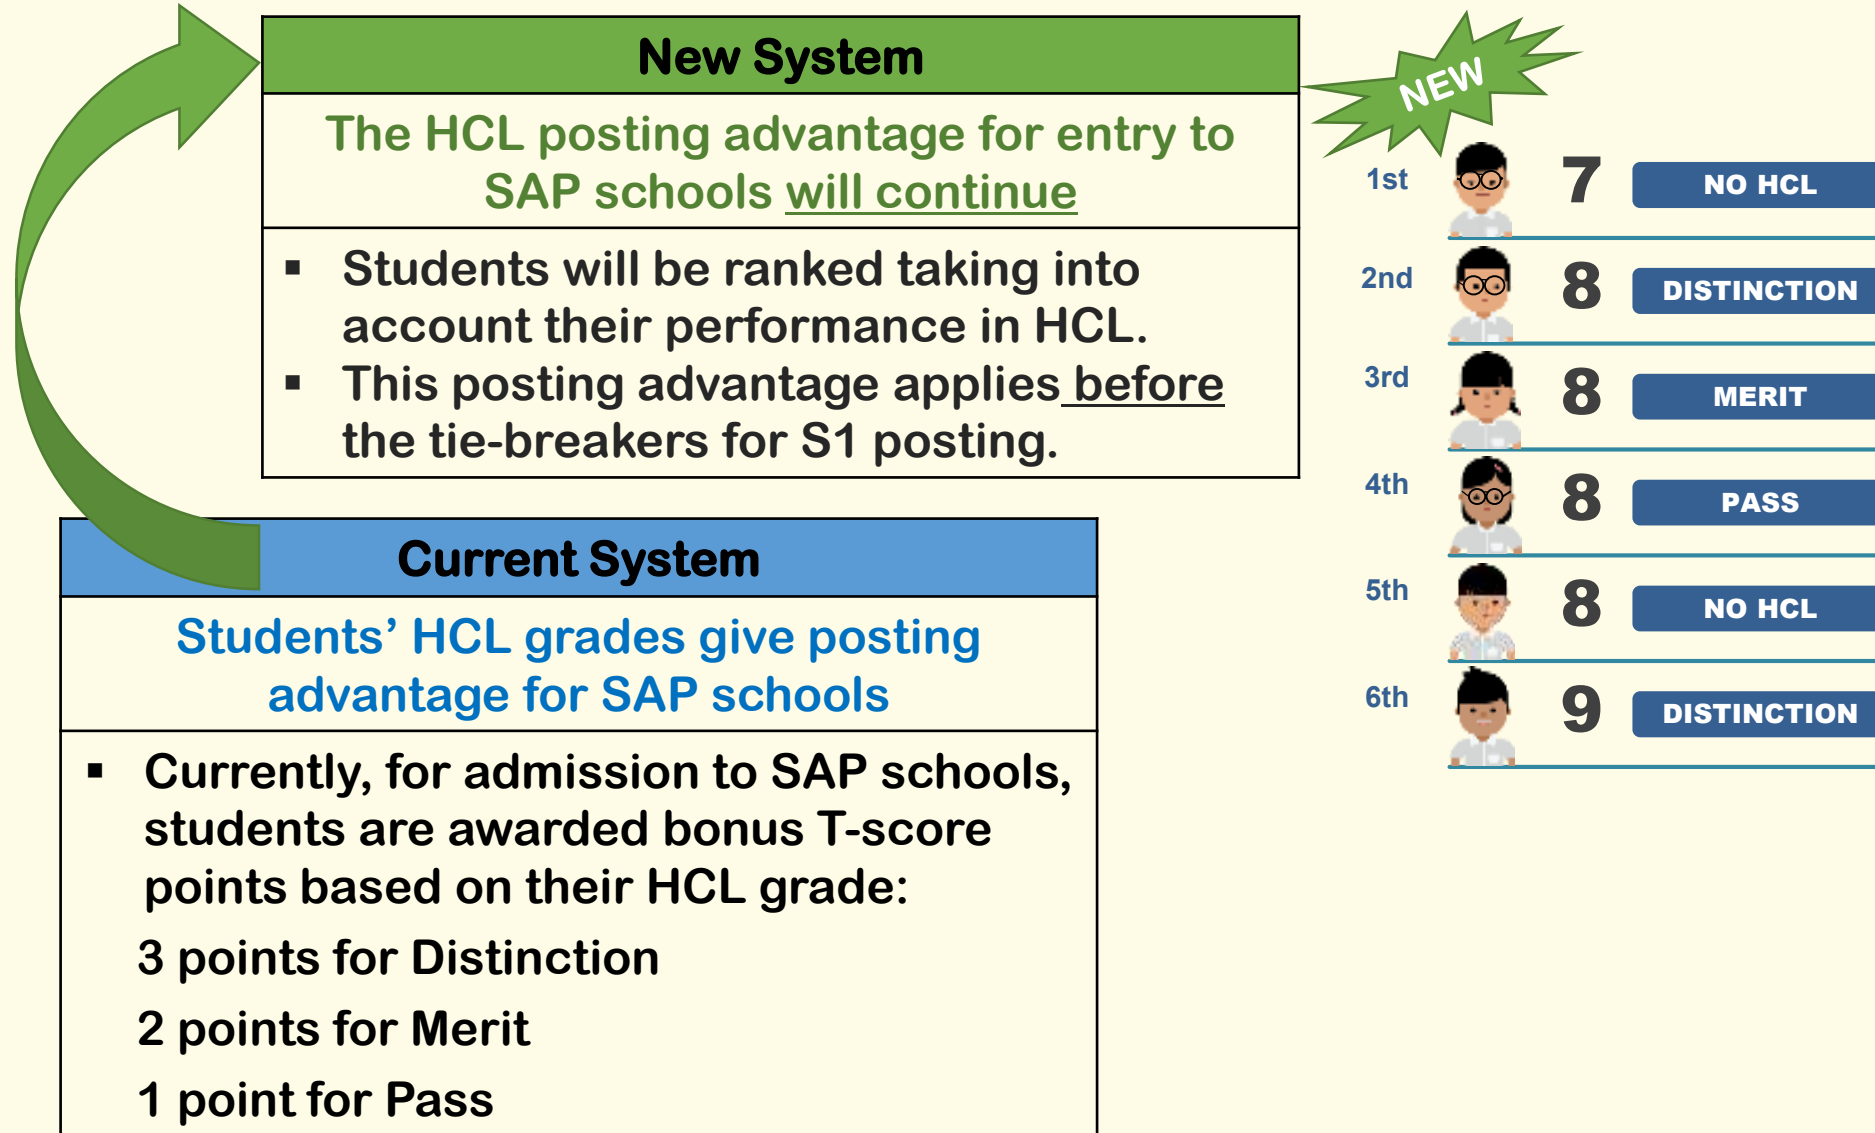 New System
The HCL posting advantage for entry to
SAP schools will continue
▪ Students will be ranked taking into
account their performance in HCL.
▪ This posting advantage applies before
the tie-breakers for S1 posting.
Current System
Students’ HCL grades give posting
advantage for SAP schools
▪ Currently, for admission to SAP schools,
students are awarded bonus T-score
points based on their HCL grade:
3 points for Distinction
2 points for Merit
1 point for Pass
NEW
1st 7 NO HCL
2nd 8 DISTINCTION
3rd 8 MERIT
4th 8 PASS
5th 8 NO HCL
6th 9 DISTINCTION